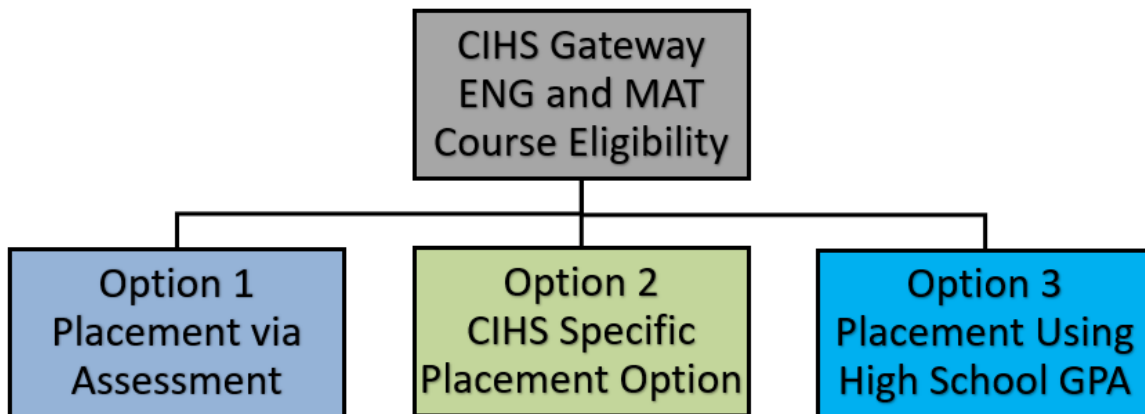 CIHS Gateway
ENG and MAT
Course Eligibility
Option 1
Placement via
Assessment
Option 2
CIHS Specific
Placement Option
Option 3
Placement Using
High School GPA